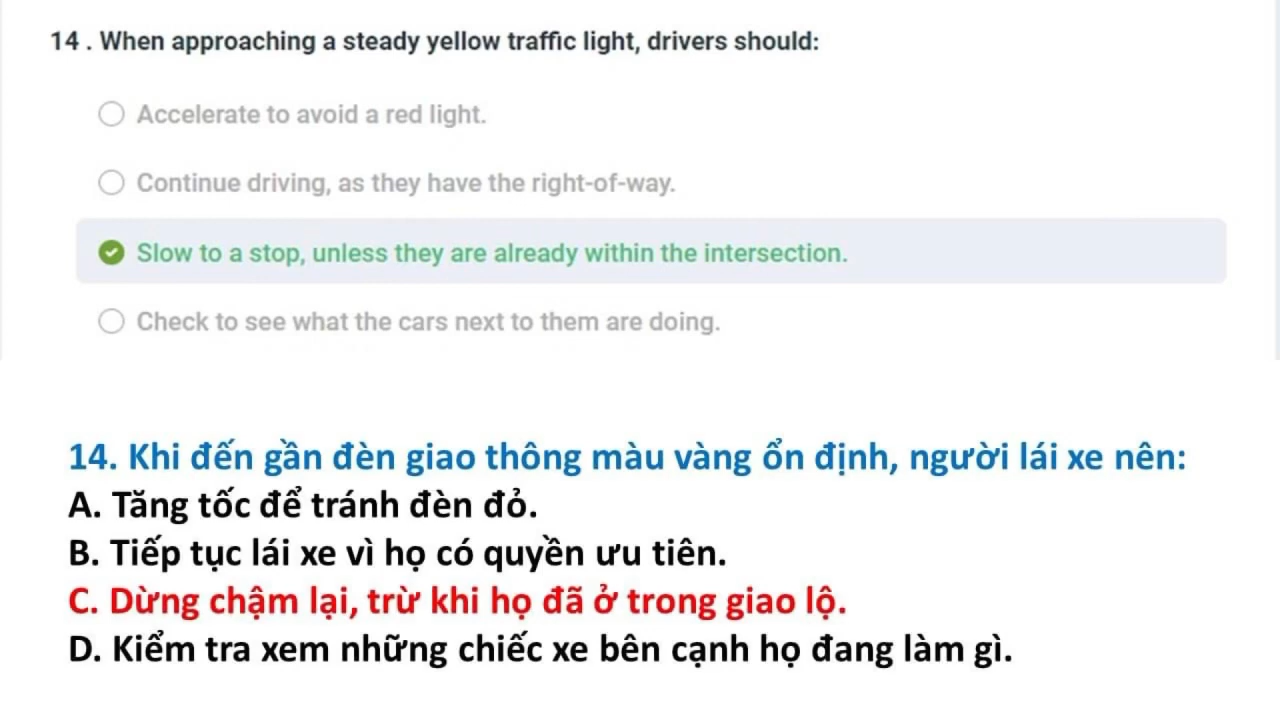 14 . When approaching a steady yellow traffic light, drivers should:
Accelerate to avoid a red light.
Continue driving, as they have the right-of-way.
Slow to a stop, unless they are already within the intersection.
Check to see what the cars next to them are doing.
14. Khi đến gần đèn giao thông màu vàng ổn định, người lái xe nên:
A. Tăng tốc để tránh đèn đỏ.
B. Tiếp tục lái xe vì họ có quyền ưu tiên.
C. Dừng chậm lại, trừ khi họ đã ở trong giao lộ.
D. Kiểm tra xem những chiếc xe bên cạnh họ đang làm gì.